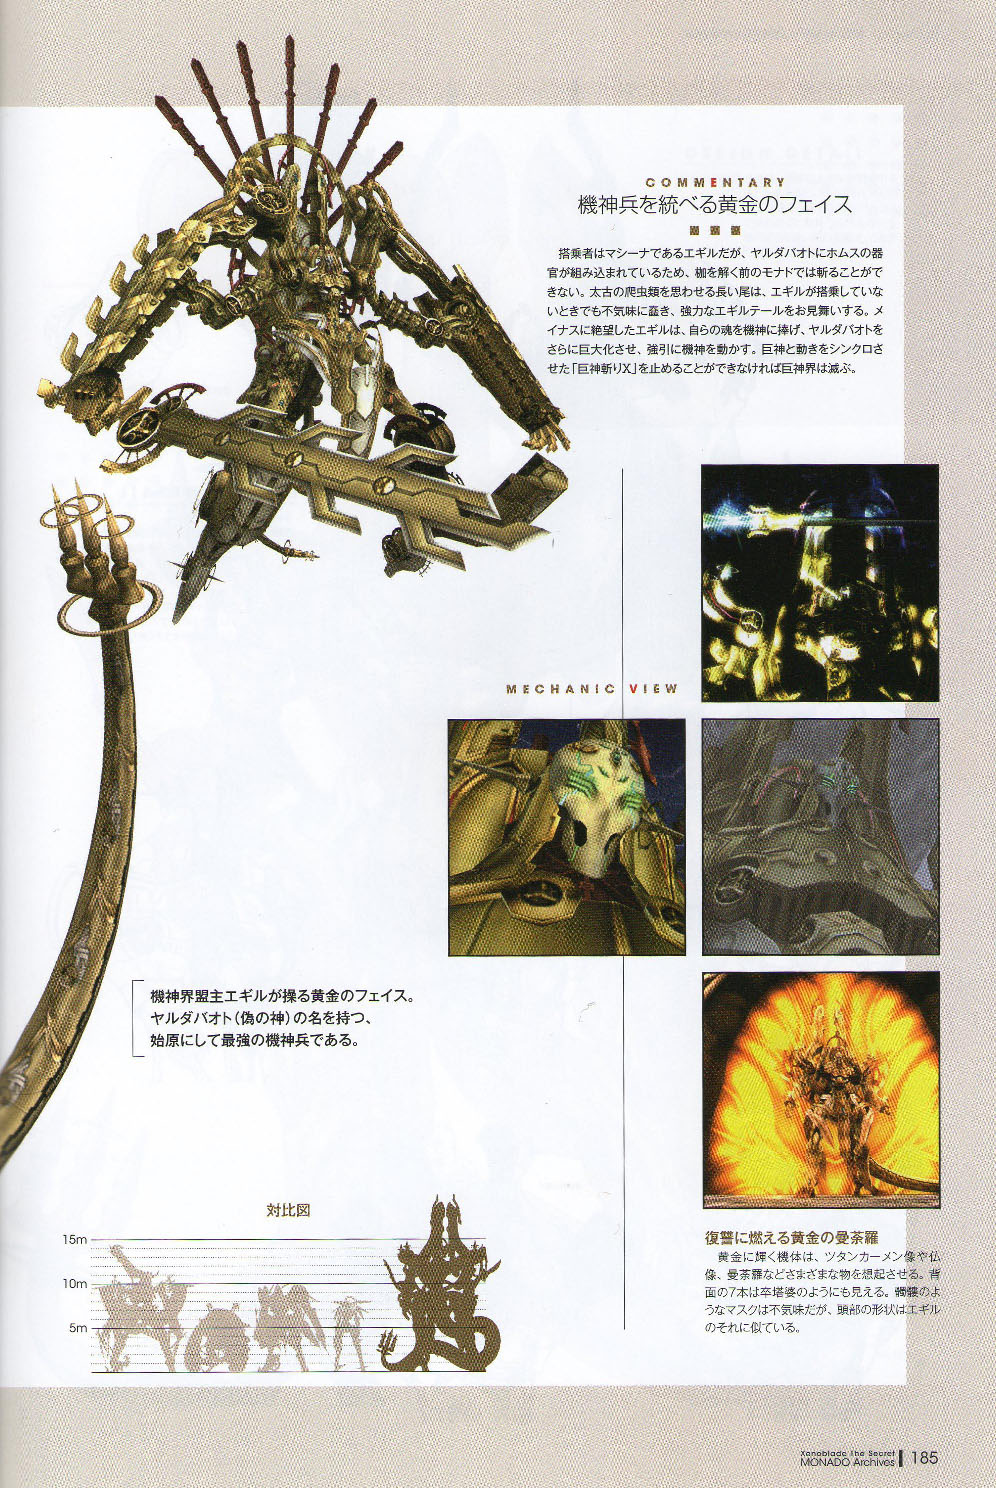 COMMENTARY
機神兵を統べる黄金のフェイス
搭乗者はマシーナであるエギルだが、ヤルダバオトにホムスの器
官が組み込まれているため、枷を解く前のモナドでは斬ることがで
きない。太古の爬虫類を思わせる長い尾は、エギルが搭乗していな
いときでも不気味に蠢き、強力なエギルテールをお見舞いする。メ
イナスに絶望したエギルは、自らの魂を機神に捧げ、ヤルダバオトを
さらに巨大化させ、強引に機神を動かす。巨神と動きをシンクロさ
せた「巨神斬りX」を止めることができなければ巨神界は滅ぶ。
MECHANIC VIEW
機神界盟主エギルが操る黄金のフェイス。
ヤルダバオト(偽の神)の名を持つ、
始原にして最強の機神兵である。
対比図
15m
10m
5m
復讐に燃える黄金の曼荼羅
黄金に輝く機体は、ツタンカーメン像や仏
像、曼荼羅などさまざまな物を想起させる。背
面の7本は卒塔婆のようにも見える。髑髏のよ
うなマスクは不気味だが、頭部の形状はエギル
のそれに似ている。
Xenoblade The Secret
MONADO Archives
185